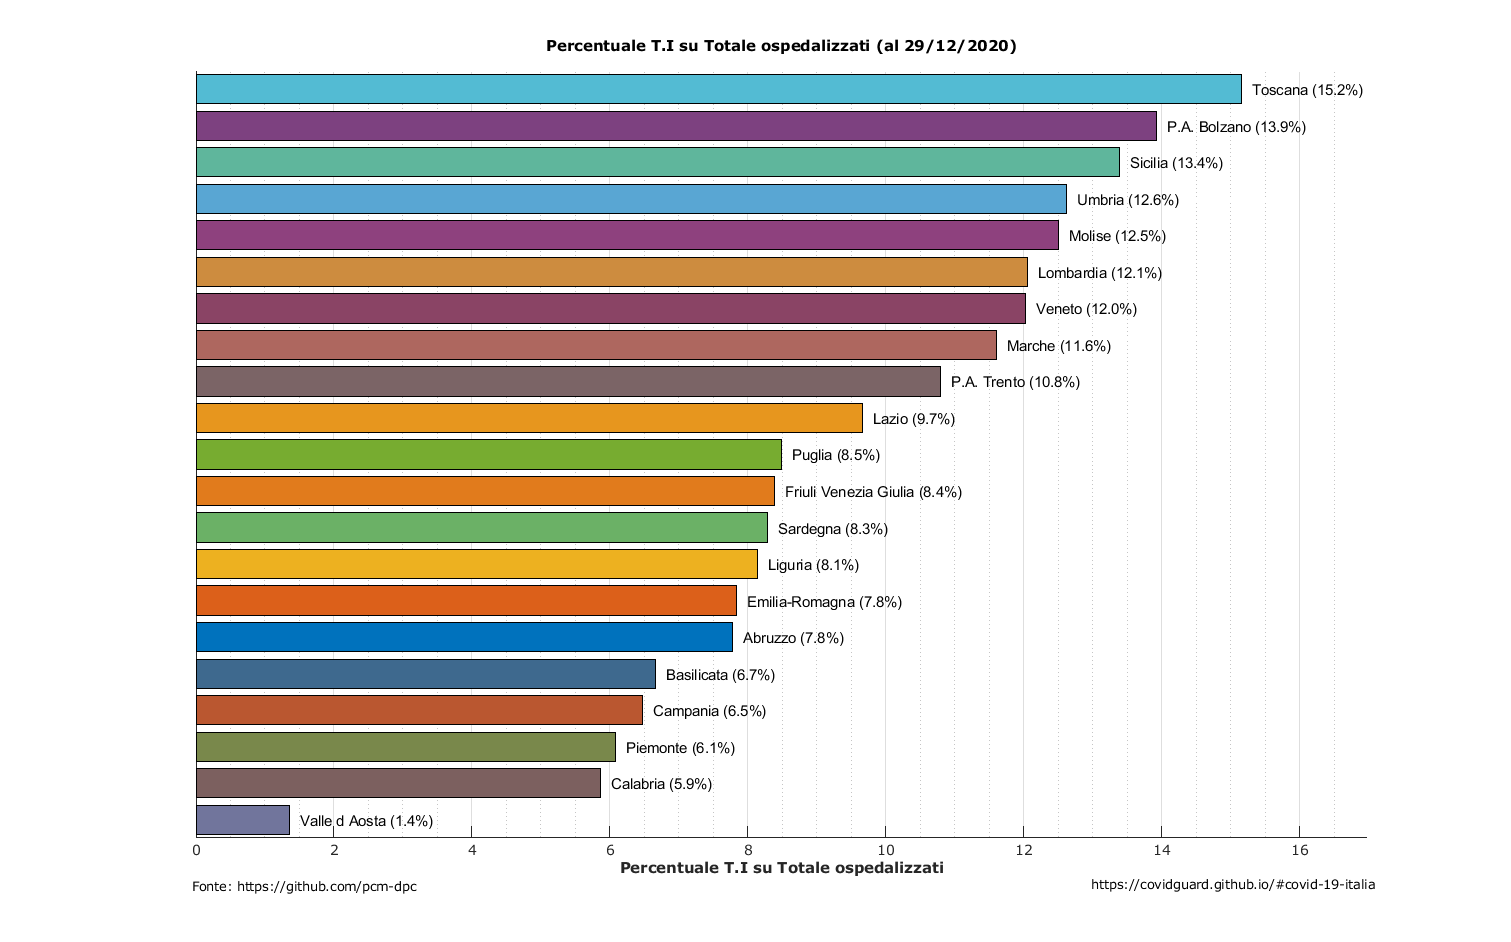 Percentuale T.I su Totale ospedalizzati (al 29/12/2020)
Toscana (15.2%)
P.A. Bolzano (13.9%)
Sicilia (13.4%)
Umbria (12.6%)
Molise (12.5%)
Lombardia (12.1%)
Veneto (12.0%)
Marche (11.6%)
P.A. Trento (10.8%)
Lazio (9.7%)
Puglia (8.5%)
Friuli Venezia Giulia (8.4%)
Sardegna (8.3%)
Liguria (8.1%)
Emilia-Romagna (7.8%)
Abruzzo (7.8%)
Basilicata (6.7%)
Campania (6.5%)
Piemonte (6.1%)
Calabria (5.9%)
Valle d Aosta (1.4%)
0 2 4 6 8 10 12 14 16
Percentuale T.I su Totale ospedalizzati
Fonte: https://github.com/pcm-dpc
https://covidguard.github.io/#covid-19-italia